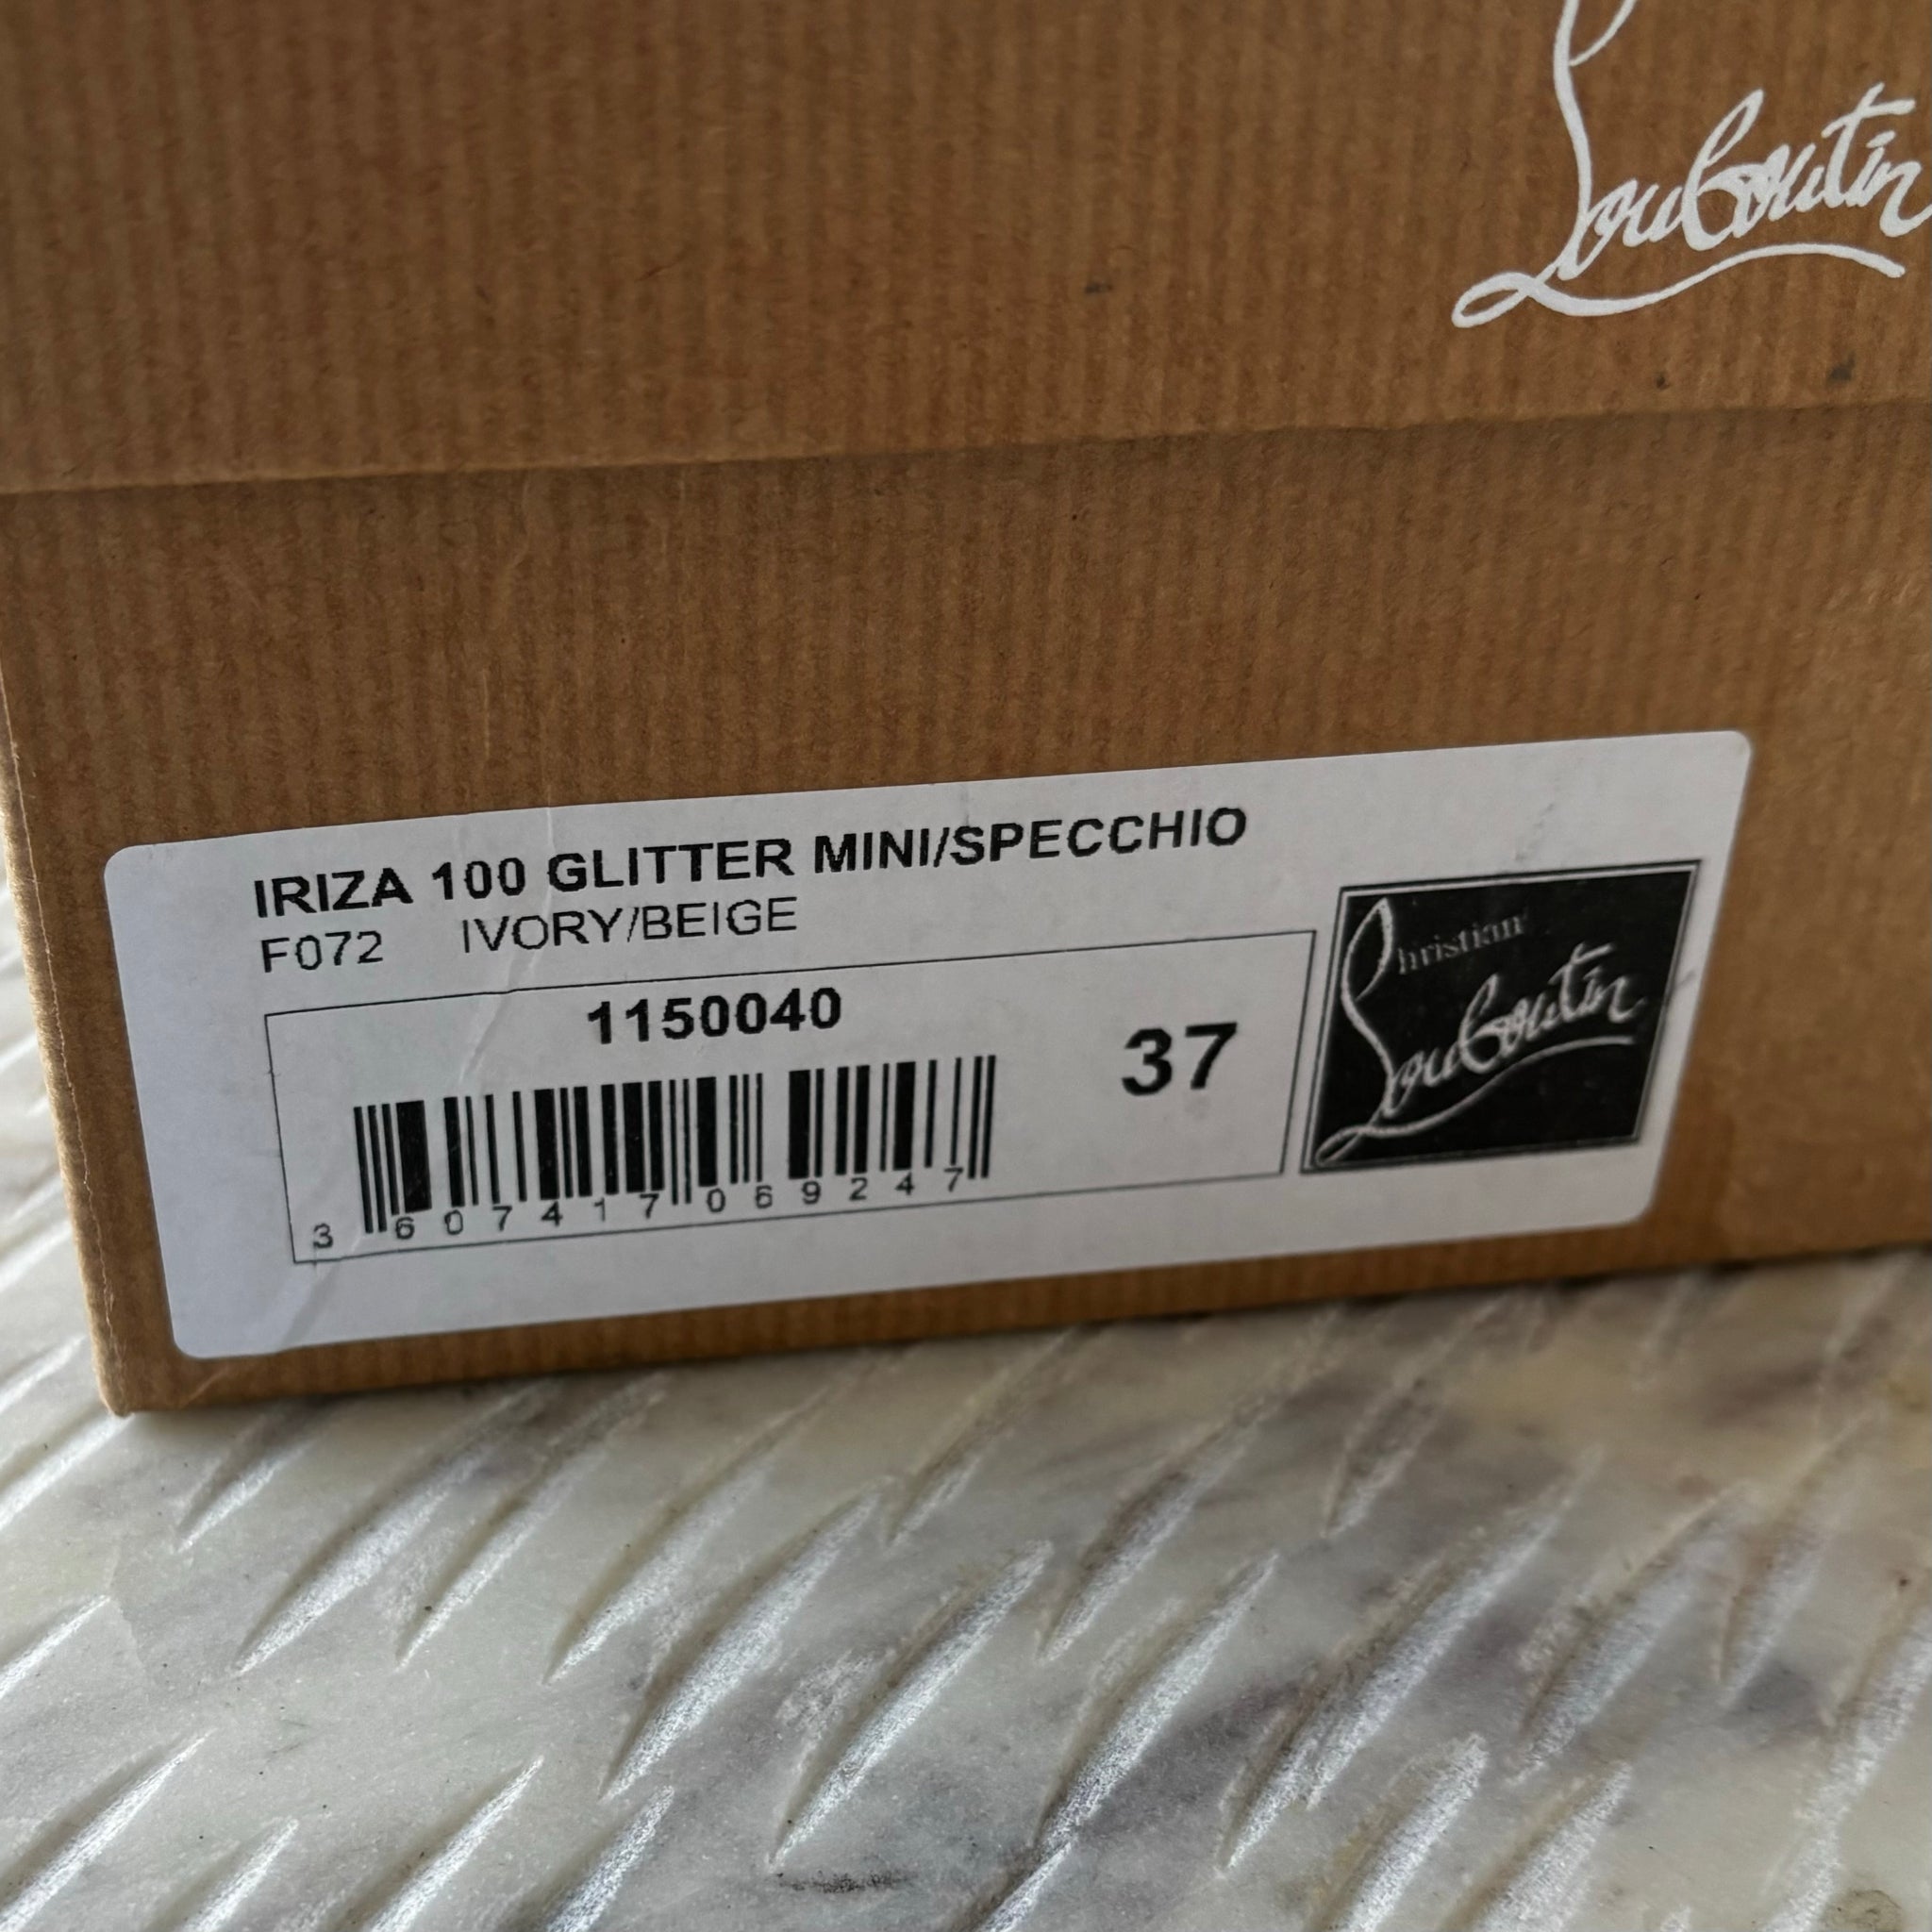 Louboutin
IRIZA 100 GLITTER MINI/SPECCHIO
F072 IVORY/BEIGE
1150040
37
3 607417 069247
Christian
Louboutin